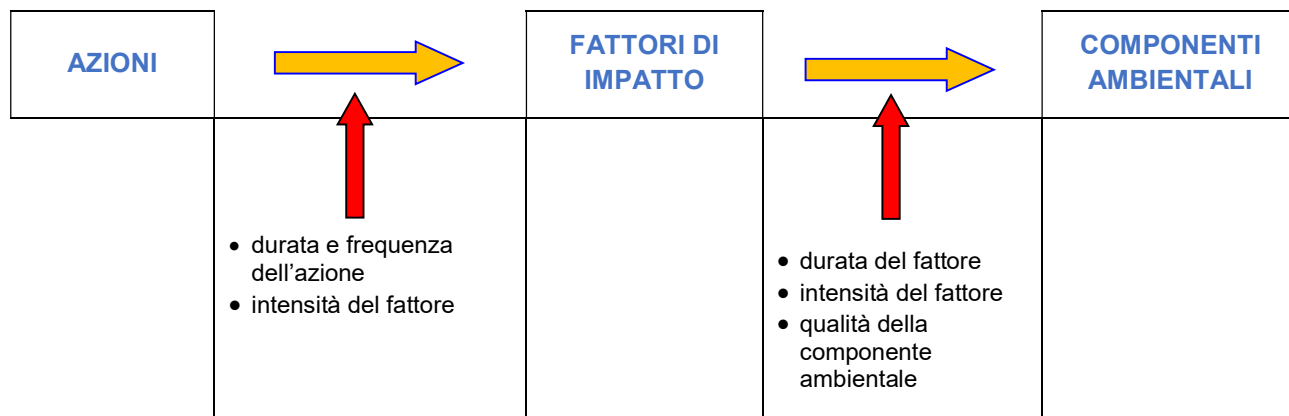 AZIONI
FATTORI DI
IMPATTO
COMPONENTI
AMBIENTALI
• durata e frequenza
dell’azione
• intensità del fattore
• durata del fattore
• intensità del fattore
• qualità della
componente
ambientale